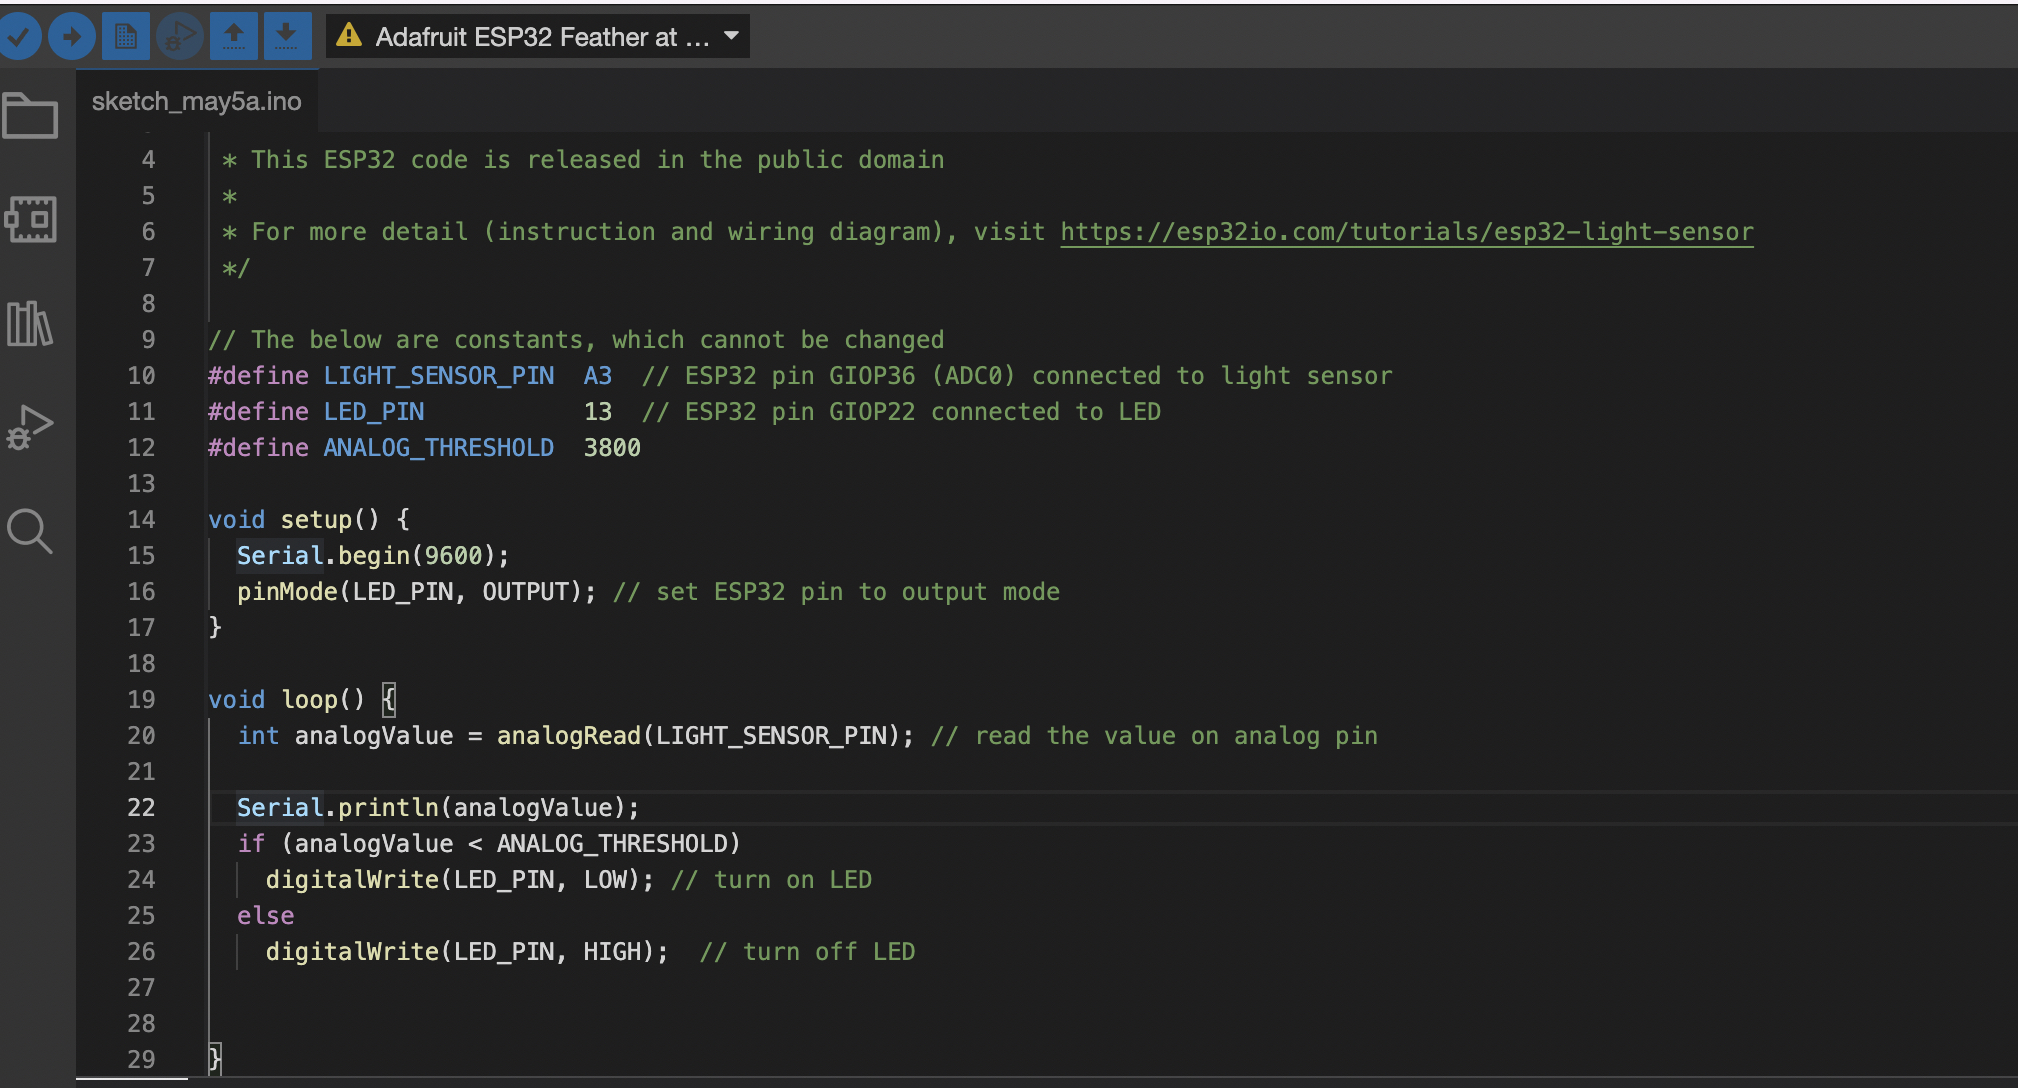 Adafruit ESP32 Feather at ...
sketch_may5a.ino
4 * This ESP32 code is released in the public domain
5 *
6 * For more detail (instruction and wiring diagram), visit https://esp32io.com/tutorials/esp32-light-sensor
7 */
8
9 // The below are constants, which cannot be changed
10 #define LIGHT_SENSOR_PIN  A3  // ESP32 pin GIOP36 (ADC0) connected to light sensor
11 #define LED_PIN           13  // ESP32 pin GIOP22 connected to LED
12 #define ANALOG_THRESHOLD  3800
13
14 void setup() {
15   Serial.begin(9600);
16   pinMode(LED_PIN, OUTPUT); // set ESP32 pin to output mode
17 }
18
19 void loop() {
20   int analogValue = analogRead(LIGHT_SENSOR_PIN); // read the value on analog pin
21
22   Serial.println(analogValue);
23   if (analogValue < ANALOG_THRESHOLD)
24     digitalWrite(LED_PIN, LOW); // turn on LED
25   else
26     digitalWrite(LED_PIN, HIGH);  // turn off LED
27
28
29 }